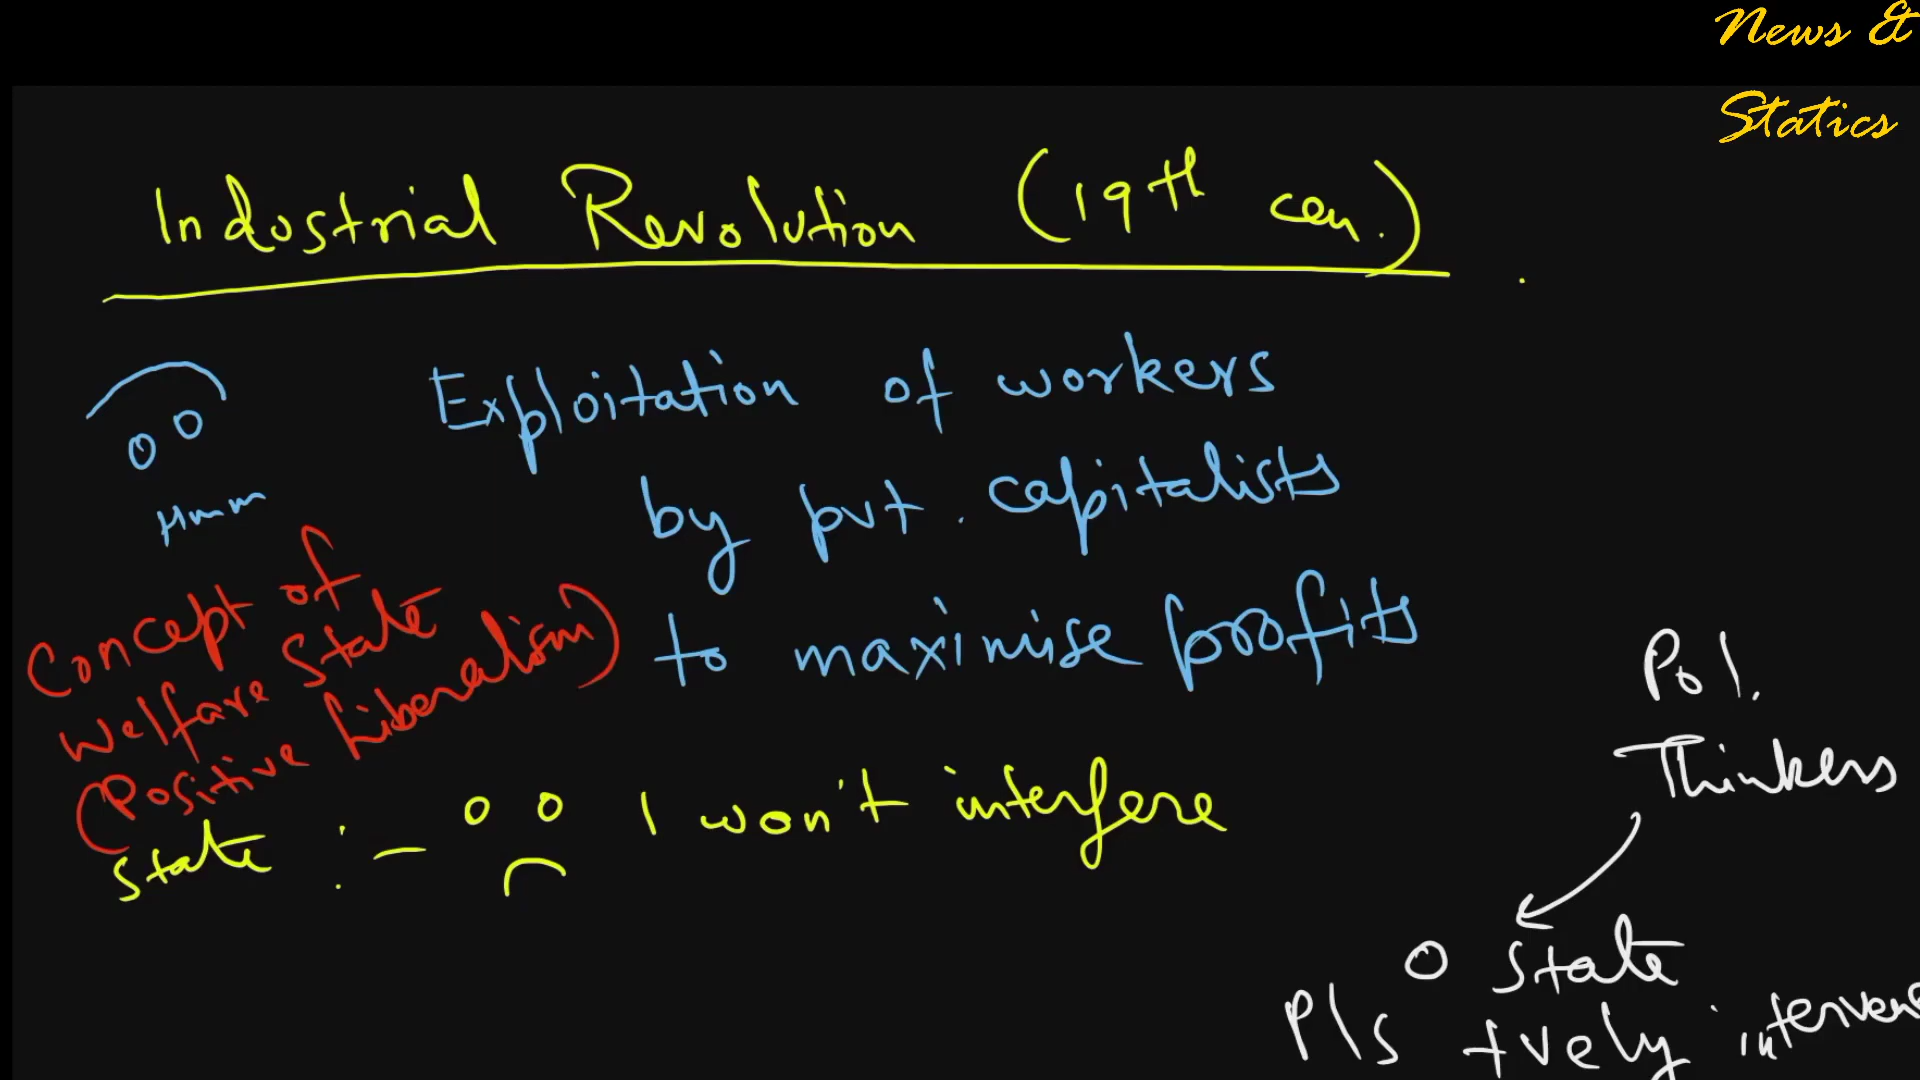 News &
Statics
Industrial Revolution (19th cen.)
Exploitation of workers
by pvt. capitalists
to maximise profits
Hmm
Concept of
Welfare State
(Positive Liberalism)
State :- I won't interfere
Pol.
Thinkers
O State
Pls +vely intervene